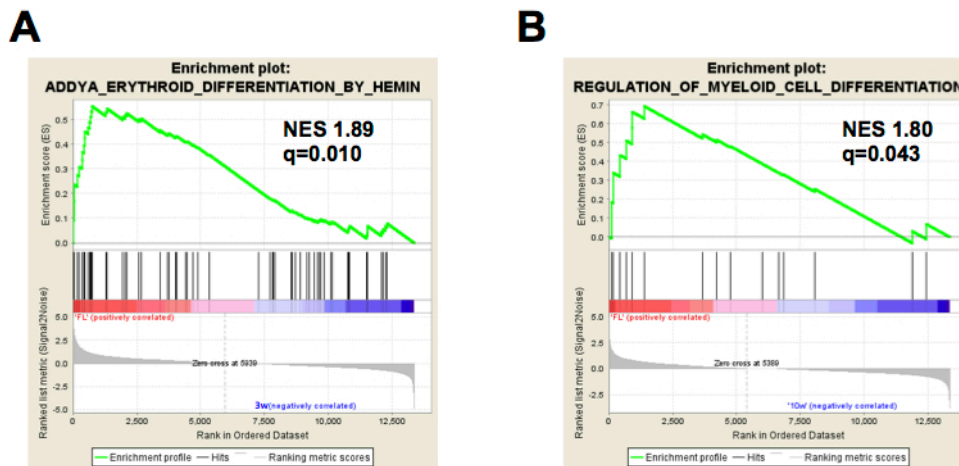 A
Enrichment plot:
ADDYA_ERYTHROID_DIFFERENTIATION_BY_HEMIN
NES 1.89
q=0.010
Enrichment score (ES)
0.5
0.4
0.3
0.2
0.1
0.0
'FL' (positively correlated)
Ranked list metric (Signal2Noise)
5.0
2.5
0.0
-2.5
-5.0
Zero cross at 5939
3w(negatively correlated)
0 2,500 5,000 7,500 10,000 12,500
Rank in Ordered Dataset
Enrichment profile Hits Ranking metric scores
B
Enrichment plot:
REGULATION_OF_MYELOID_CELL_DIFFERENTIATION
NES 1.80
q=0.043
Enrichment score (ES)
0.7
0.6
0.5
0.4
0.3
0.2
0.1
0.0
'FL' (positively correlated)
Ranked list metric (Signal2Noise)
5.0
2.5
0.0
-2.5
Zero cross at 5389
'10w' (negatively correlated)
0 2,500 5,000 7,500 10,000 12,500
Rank in Ordered Dataset
Enrichment profile Hits Ranking metric scores